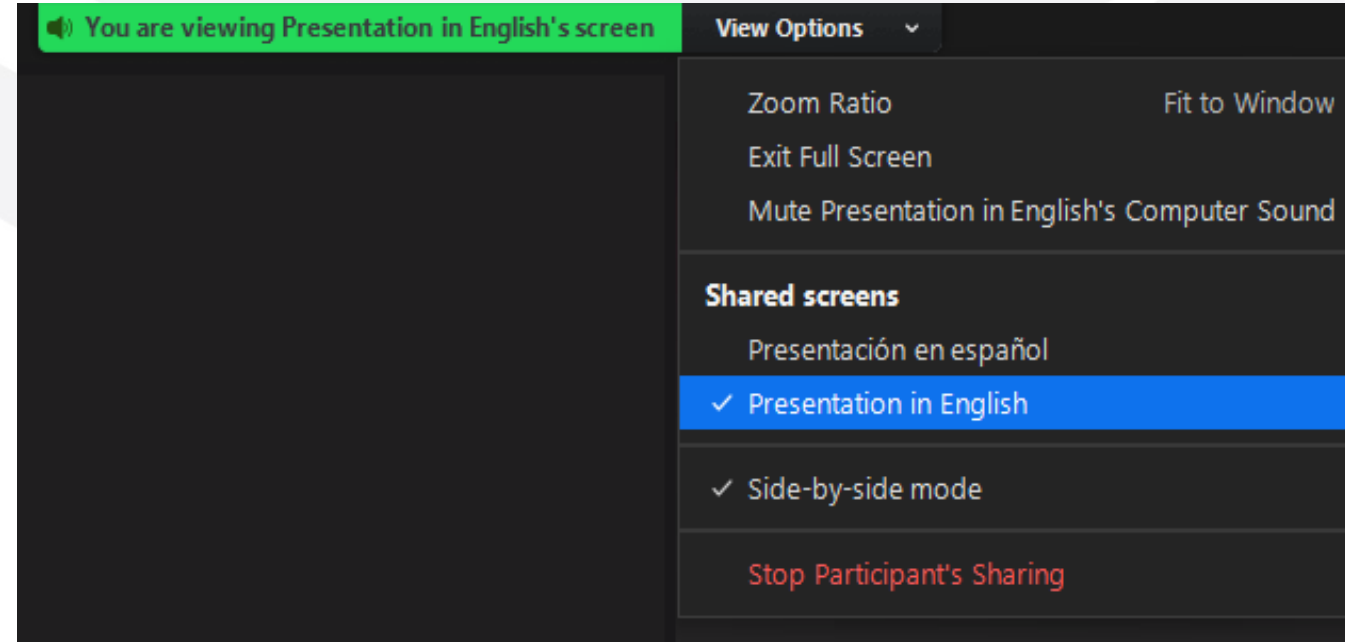 You are viewing Presentation in English's screen View Options
Zoom Ratio Fit to Window
Exit Full Screen
Mute Presentation in English's Computer Sound
Shared screens
Presentación en español
Presentation in English
Side-by-side mode
Stop Participant's Sharing